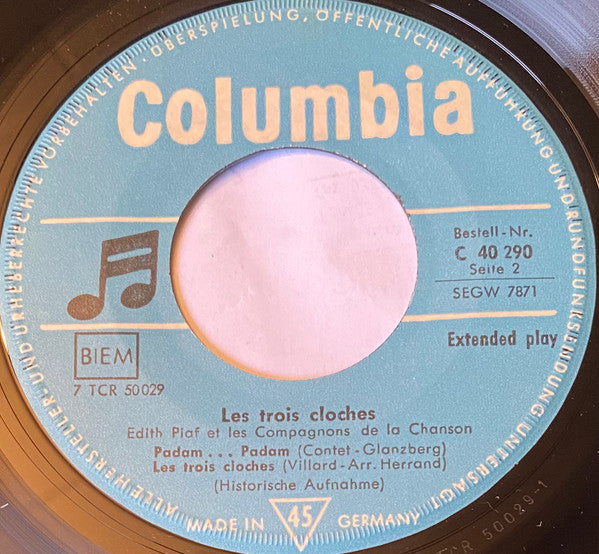 ALLE HERSTELLER- UND URHEBERRECHTE VORBEHALTEN. ÜBERSPIELUNG, ÖFFENTLICHE AUFFÜHRUNG UND RUNDFUNKSENDUNG UNTERSAGT
Columbia
Bestell-Nr.
C 40 290
Seite 2
SEGW 7871
BIEM
Extended play
7 TCR 50029
Les trois cloches
Edith Piaf et les Compagnons de la Chanson
Padam . . . Padam (Contet-Glanzberg)
Les trois cloches (Villard-Arr. Herrand)
(Historische Aufnahme)
MADE IN 45 GERMANY
50029-1